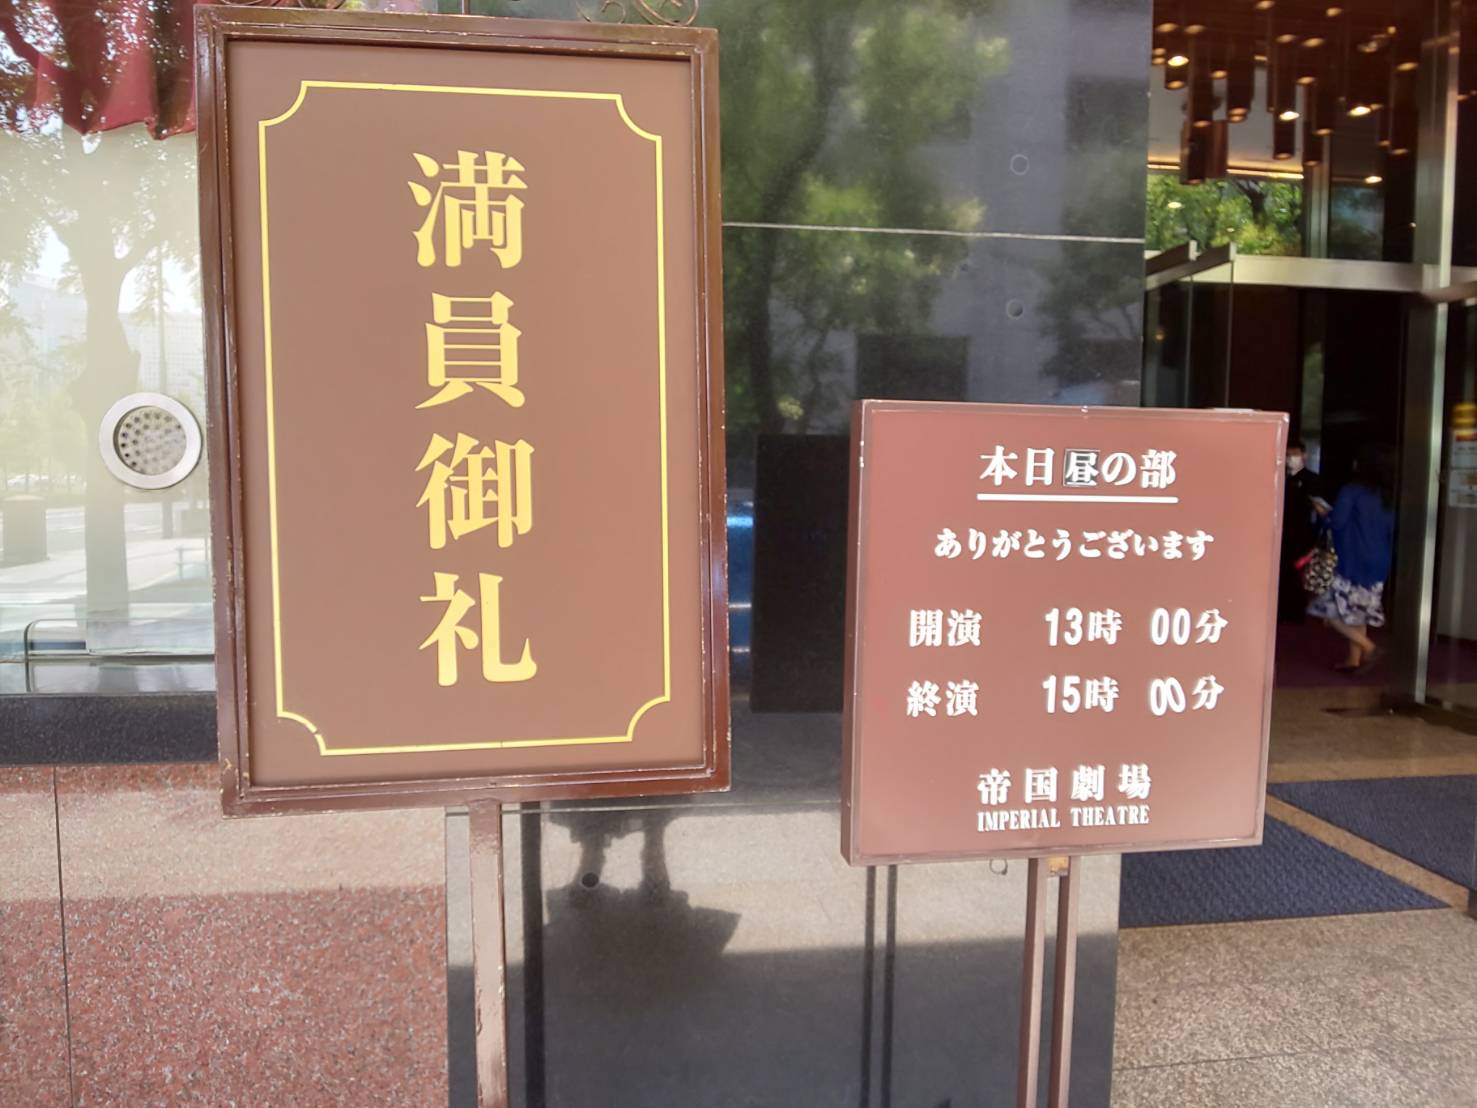 満員御礼
本日昼の部
ありがとうございます
開演 13時 00分
終演 15時 00分
帝国劇場
IMPERIAL THEATRE